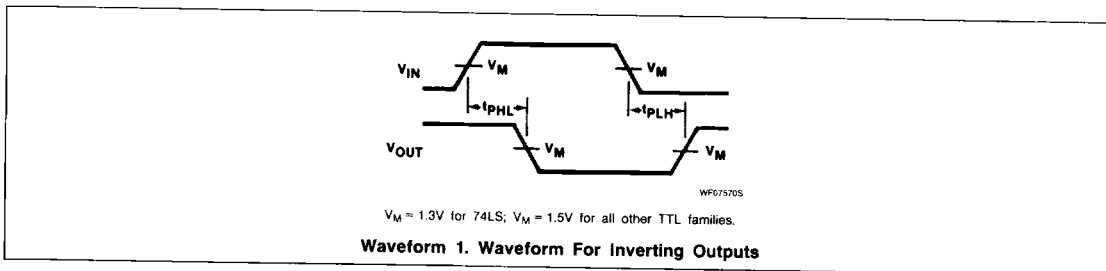 VIN
VM
VM
tPHL
tPLH
VOUT
VM
VM
WF07570S
VM = 1.3V for 74LS; VM = 1.5V for all other TTL families.
Waveform 1. Waveform For Inverting Outputs